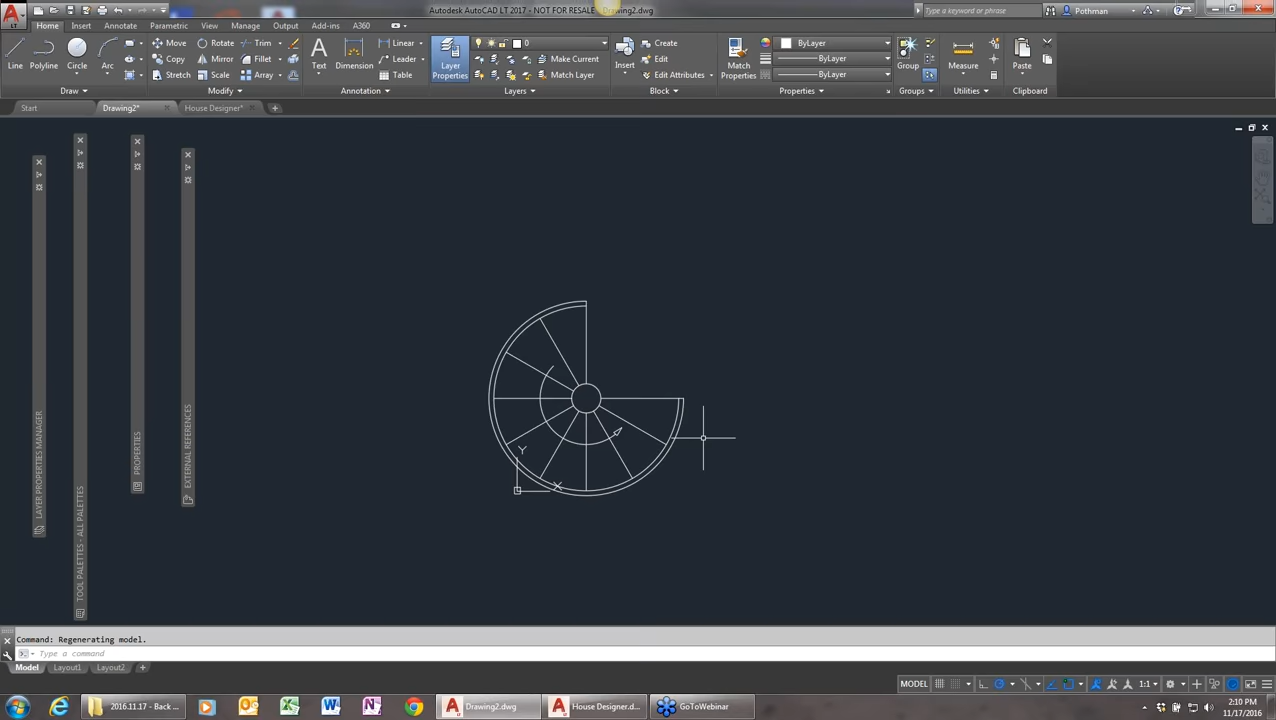 Autodesk AutoCAD LT 2017 - NOT FOR RESALE Drawing2.dwg
Type a keyword or phrase
Pothman
LT
Home Insert Annotate Parametric View Manage Output Add-ins A360
Line Polyline Circle Arc
Move Rotate Trim
Copy Mirror Fillet
Stretch Scale Array
Text Dimension
Linear
Leader
Table
Layer Properties
0
Make Current
Match Layer
Insert
Create
Edit
Edit Attributes
Match Properties
ByLayer
ByLayer
ByLayer
Group
Measure
Paste
Draw Modify Annotation Layers Block Properties Groups Utilities Clipboard
Start Drawing2* House Designer*
LAYER PROPERTIES MANAGER
TOOL PALETTES - ALL PALETTES
PROPERTIES
EXTERNAL REFERENCES
Y
X
Command: Regenerating model.
Type a command
Model Layout1 Layout2
MODEL 1:1
2016.11.17 - Back ... Drawing2.dwg House Designer.d... GoToWebinar
2:10 PM
11/17/2016